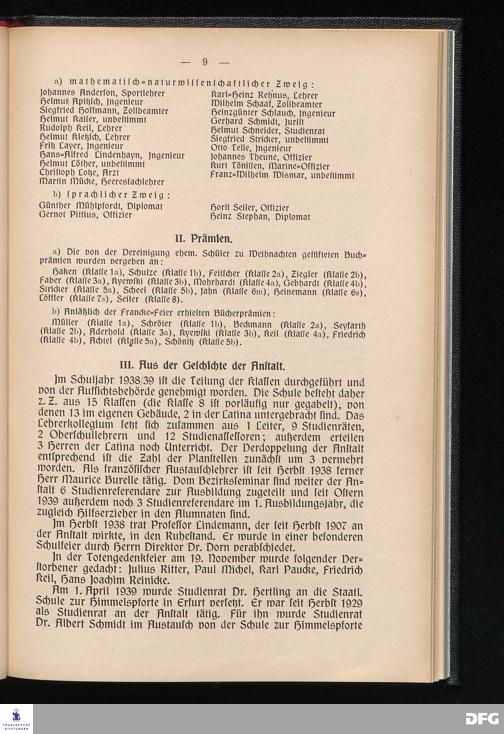 — 9 —
a) mathematisch=naturwissenschaftlicher Zweig:
Johannes Anderson, Sportlehrer
Helmut Apitzsch, Ingenieur
Siegfried Hoffmann, Zollbeamter
Helmut Kaiser, unbestimmt
Rudolph Keil, Lehrer
Helmut Kletzsch, Lehrer
Fritz Layer, Ingenieur
Hans=Alfred Lindenhayn, Ingenieur
Helmut Löther, unbestimmt
Christoph Lotze, Arzt
Martin Mücke, Heeresfachlehrer
Karl=Heinz Rehnus, Lehrer
Wilhelm Schaaf, Zollbeamter
Heinzgünter Schlauch, Ingenieur
Gerhard Schmidt, Jurist
Helmut Schneider, Studienrat
Siegfried Stricker, unbestimmt
Otto Telle, Ingenieur
Johannes Theune, Offizier
Kurt Tönissen, Marine=Offizier
Franz=Wilhelm Wismar, unbestimmt
b) sprachlicher Zweig:
Günther Mühlpfordt, Diplomat
Gernot Pittius, Offizier
Horst Seiler, Offizier
Heinz Stephan, Diplomat
II. Prämien.
a) Die von der Vereinigung ehem. Schüler zu Weihnachten gestifteten Buch=
prämien wurden vergeben an:
Haken (Klasse 1a), Schulze (Klasse 1b), Feitscher (Klasse 2a), Ziegler (Klasse 2b),
Faber (Klasse 3a), Kyewski (Klasse 3b), Mohrhardt (Klasse 4a), Gebhardt (Klasse 4b),
Stricker (Klasse 5a), Scheel (Klasse 5b), Jahn (Klasse 6m), Heinemann (Klasse 6s),
Löffler (Klasse 7s), Seiler (Klasse 8).
b) Anläßlich der Francke=Feier erhielten Bücherprämien:
Müller (Klasse 1a), Schröter (Klasse 1b), Beckmann (Klasse 2a), Seyfarth
(Klasse 2b), Aderhold (Klasse 3a), Kyewski (Klasse 3b), Keil (Klasse 4a), Friedrich
(Klasse 4b), Achtel (Klasse 5a), Schönitz (Klasse 5b).
III. Aus der Geschichte der Anstalt.
Im Schuljahr 1938/39 ist die Teilung der Klassen durchgeführt und
von der Aufsichtsbehörde genehmigt worden. Die Schule besteht daher
z. Z. aus 15 Klassen (die Klasse 8 ist vorläufig nur gegabelt), von
denen 13 im eigenen Gebäude, 2 in der Latina untergebracht sind. Das
Lehrerkollegium setzt sich zusammen aus 1 Leiter, 9 Studienräten,
2 Oberschullehrern und 12 Studienassessoren; außerdem erteilen
3 Herren der Latina noch Unterricht. Der Verdoppelung der Anstalt
entsprechend ist die Zahl der Planstellen zunächst um 3 vermehrt
worden. Als französischer Austauschlehrer ist seit Herbst 1938 ferner
Herr Maurice Burelle tätig. Dem Bezirksseminar sind weiter der An=
stalt 6 Studienreferendare zur Ausbildung zugeteilt und seit Ostern
1939 außerdem noch 3 Studienreferendare im 1. Ausbildungsjahr, die
zugleich Hilfserzieher in den Alumnaten sind.
Im Herbst 1938 trat Professor Lindemann, der seit Herbst 1907 an
der Anstalt wirkte, in den Ruhestand. Er wurde in einer besonderen
Schulfeier durch Herrn Direktor Dr. Dorn verabschiedet.
In der Totengedenkfeier am 19. November wurde folgender Ver=
storbener gedacht: Julius Ritter, Paul Michel, Karl Paucke, Friedrich
Keil, Hans Joachim Reinicke.
Am 1. April 1939 wurde Studienrat Dr. Hertling an die Staatl.
Schule zur Himmelspforte in Erfurt versetzt. Er war seit Herbst 1929
als Studienrat an der Anstalt tätig. Für ihn wurde Studienrat
Dr. Albert Schmidt im Austausch von der Schule zur Himmelspforte
FRANCKESCHE
STIFTUNGEN
DFG